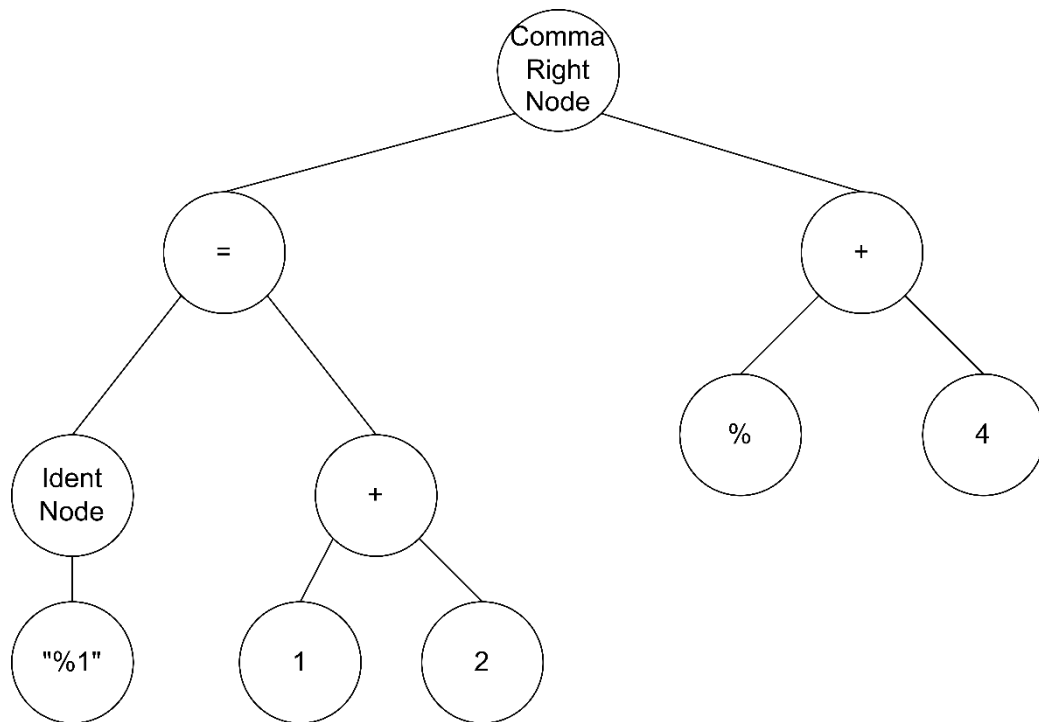 Comma
Right
Node
=
+
%
4
Ident
Node
+
"%1"
1
2